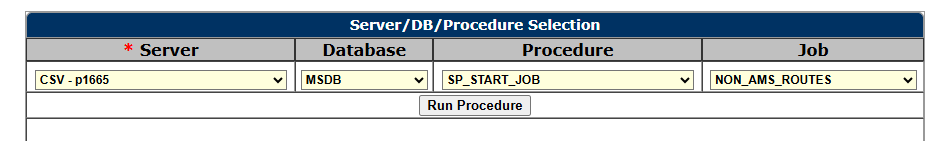 Server/DB/Procedure Selection
* Server Database Procedure Job
CSV - p1665 MSDB SP_START_JOB NON_AMS_ROUTES
Run Procedure